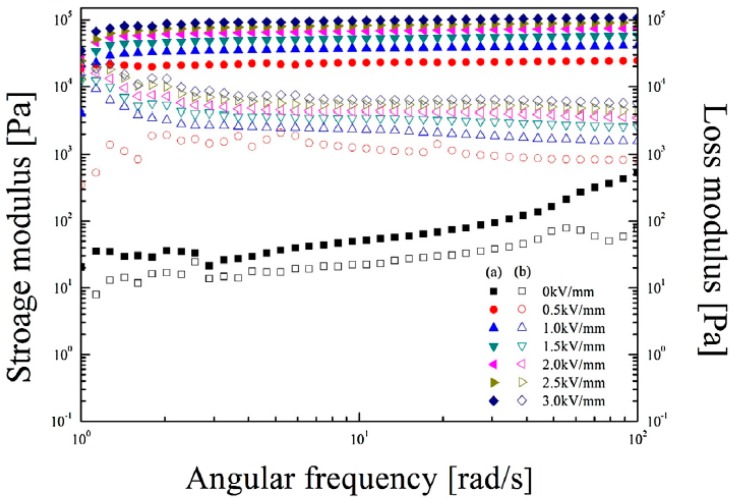 Stroage modulus [Pa]
10⁵
10⁴
10³
10²
10¹
10⁰
10⁻¹
10⁵
10⁴
10³
10²
10¹
10⁰
10⁻¹
Loss modulus [Pa]
(a) (b)
0kV/mm
0.5kV/mm
1.0kV/mm
1.5kV/mm
2.0kV/mm
2.5kV/mm
3.0kV/mm
10⁰ 10¹ 10²
Angular frequency [rad/s]